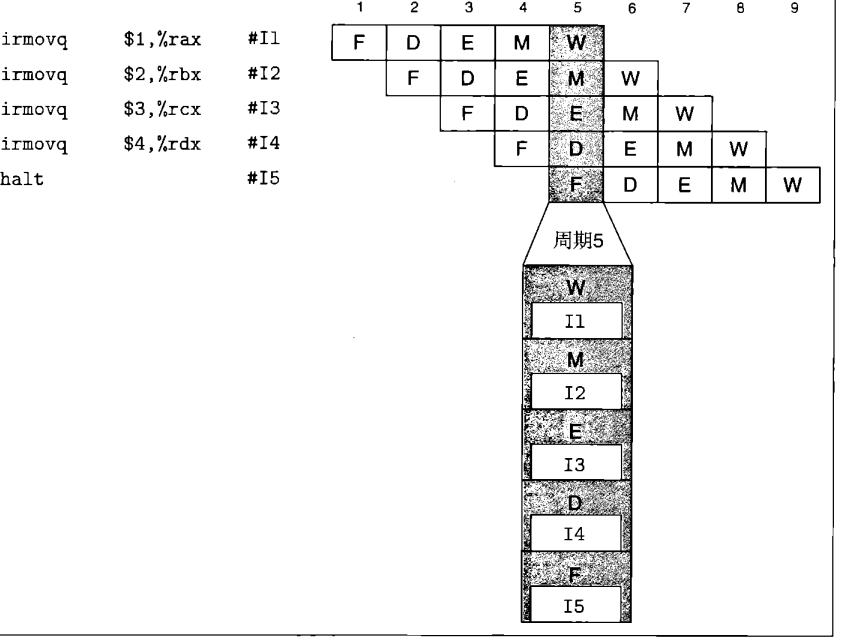 1 2 3 4 5 6 7 8 9
irmovq $1,%rax #I1 F D E M W
irmovq $2,%rbx #I2 F D E M W
irmovq $3,%rcx #I3 F D E M W
irmovq $4,%rdx #I4 F D E M W
halt #I5 F D E M W
周期5
W
I1
M
I2
E
I3
D
I4
F
I5